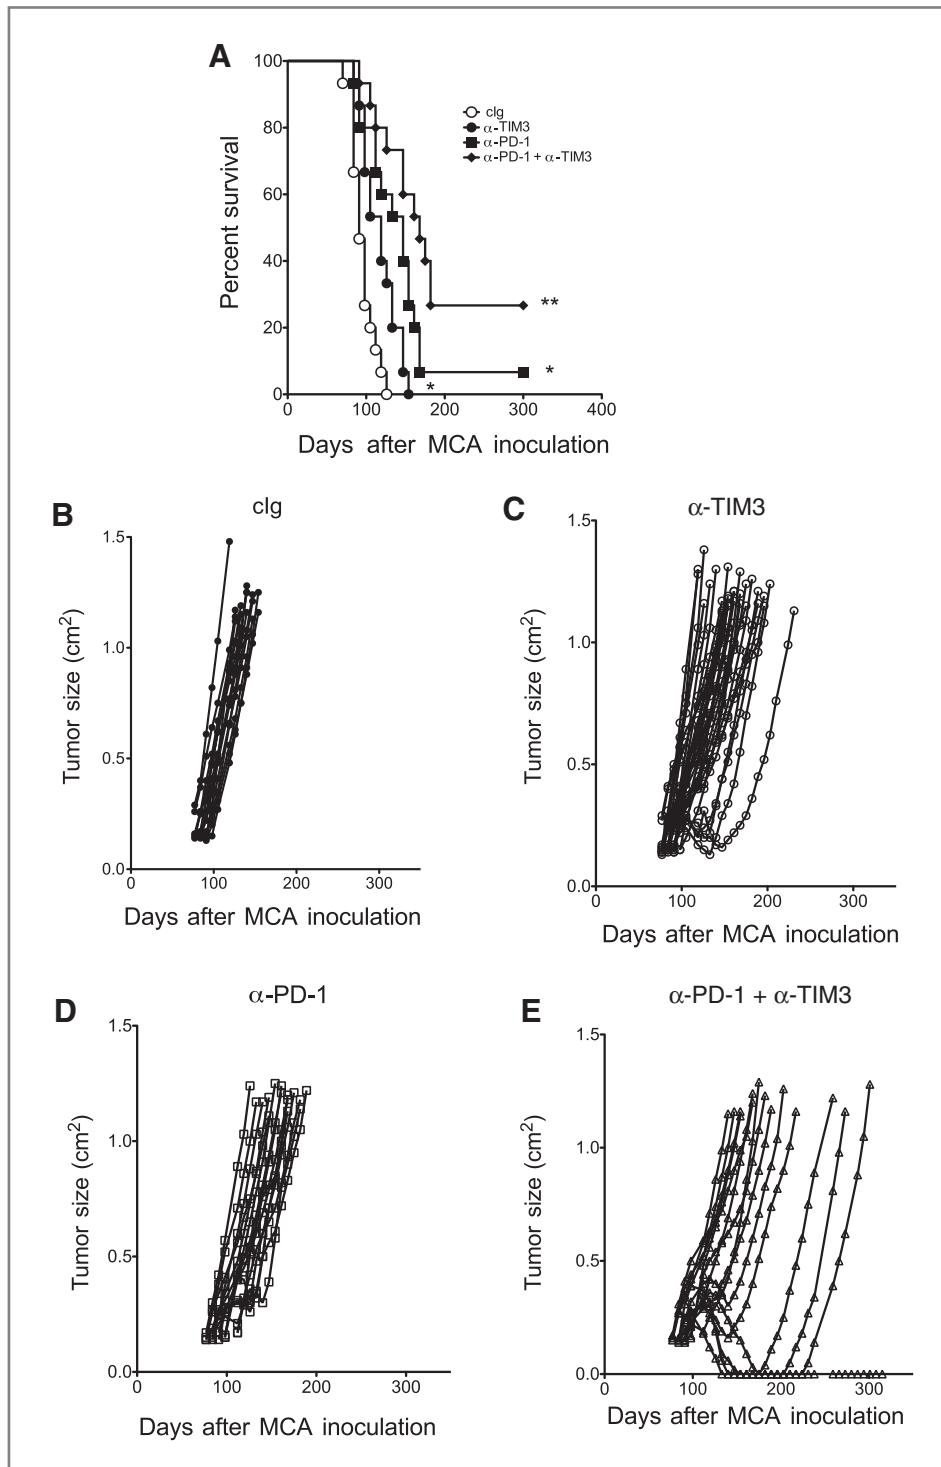 A
100
80
60
40
20
0
Percent survival
cIg
α-TIM3
α-PD-1
α-PD-1 + α-TIM3
**
*
*
0 100 200 300 400
Days after MCA inoculation
B
cIg
1.5
1.0
0.5
0.0
Tumor size (cm2)
0 100 200 300
Days after MCA inoculation
C
α-TIM3
1.5
1.0
0.5
0.0
Tumor size (cm2)
0 100 200 300
Days after MCA inoculation
D
α-PD-1
1.5
1.0
0.5
0.0
Tumor size (cm2)
0 100 200 300
Days after MCA inoculation
E
α-PD-1 + α-TIM3
1.5
1.0
0.5
0.0
Tumor size (cm2)
0 100 200 300
Days after MCA inoculation